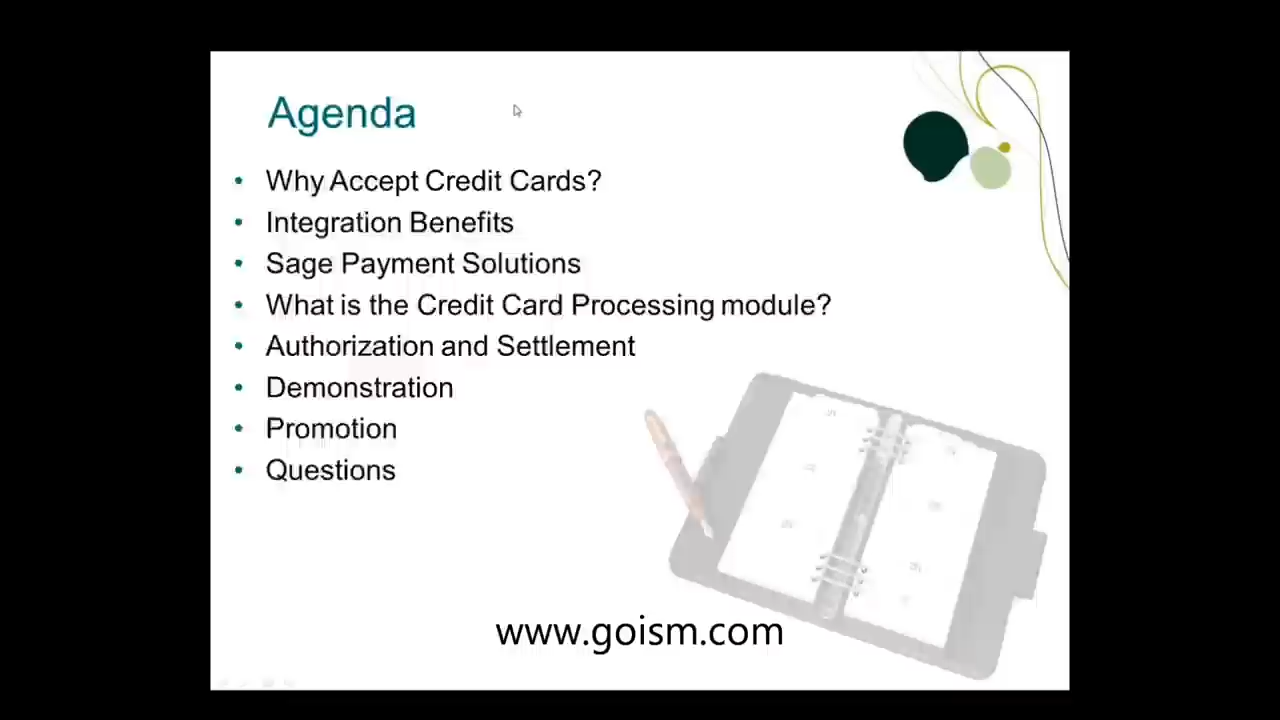 Agenda
• Why Accept Credit Cards?
• Integration Benefits
• Sage Payment Solutions
• What is the Credit Card Processing module?
• Authorization and Settlement
• Demonstration
• Promotion
• Questions
www.goism.com